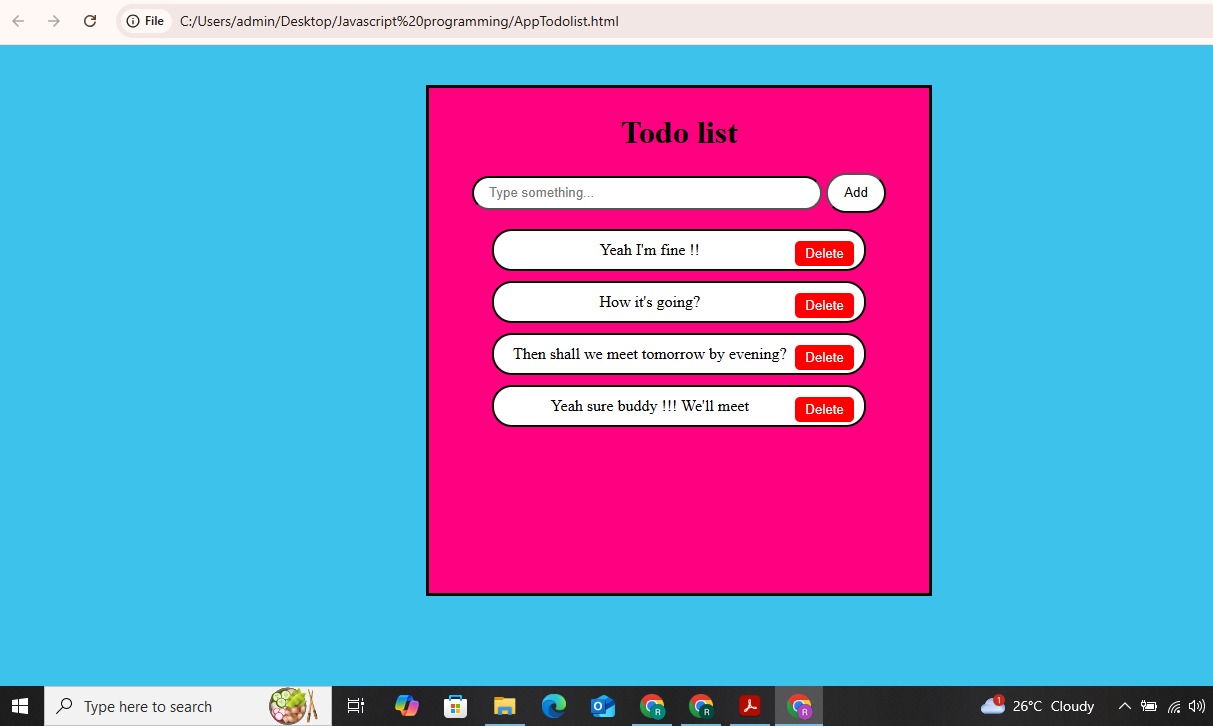 File C:/Users/admin/Desktop/Javascript%20programming/AppTodolist.html
Todo list
Type something... Add
Yeah I'm fine !! Delete
How it's going? Delete
Then shall we meet tomorrow by evening? Delete
Yeah sure buddy !!! We'll meet Delete
Type here to search R R R 1 26°C Cloudy